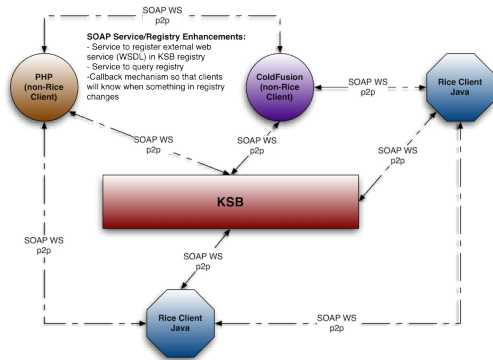 SOAP WS
p2p
SOAP Service/Registry Enhancements:
- Service to register external web
service (WSDL) in KSB registry
- Service to query registry
-Callback mechanism so that clients
will know when something in registry
changes
PHP
(non-Rice
Client)
ColdFusion
(non-Rice
Client)
SOAP WS
p2p
Rice Client
Java
SOAP WS
p2p
SOAP WS
p2p
SOAP WS
p2p
KSB
SOAP WS
p2p
SOAP WS
p2p
Rice Client
Java
SOAP WS
p2p